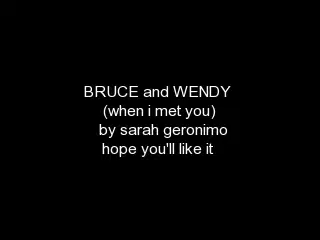 BRUCE and WENDY
(when i met you)
by sarah geronimo
hope you'll like it